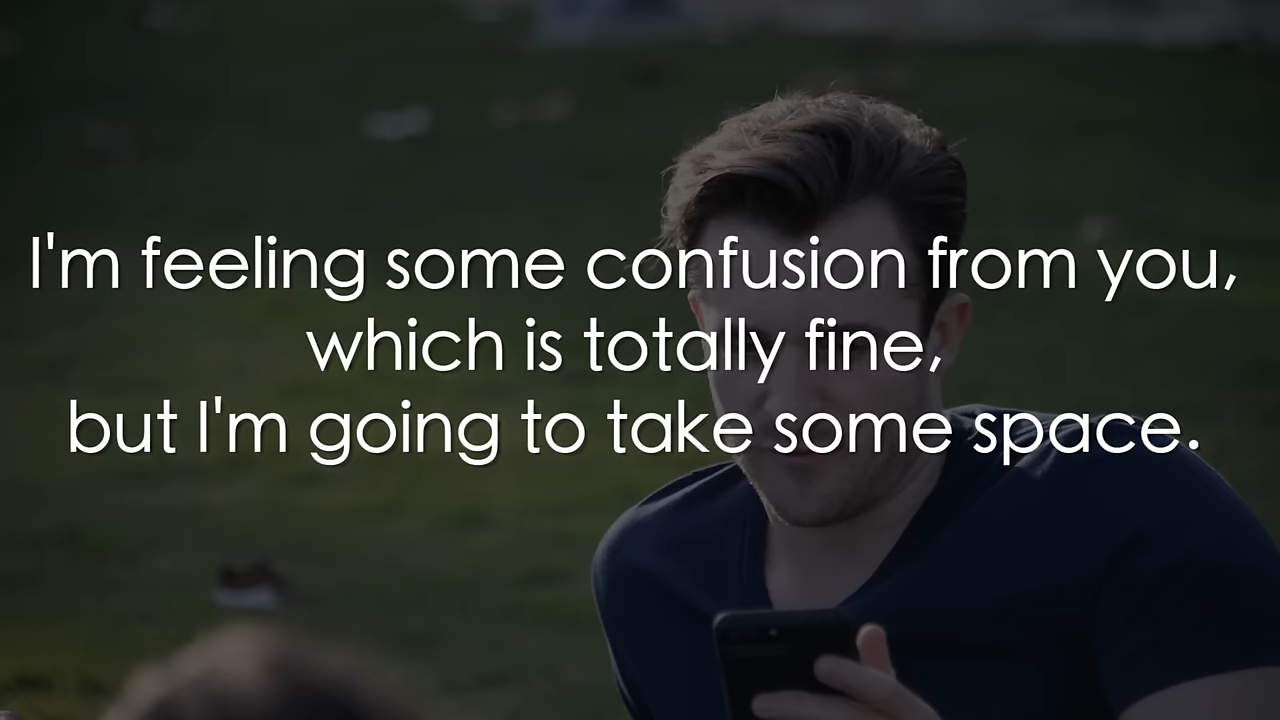 I'm feeling some confusion from you,
which is totally fine,
but I'm going to take some space.